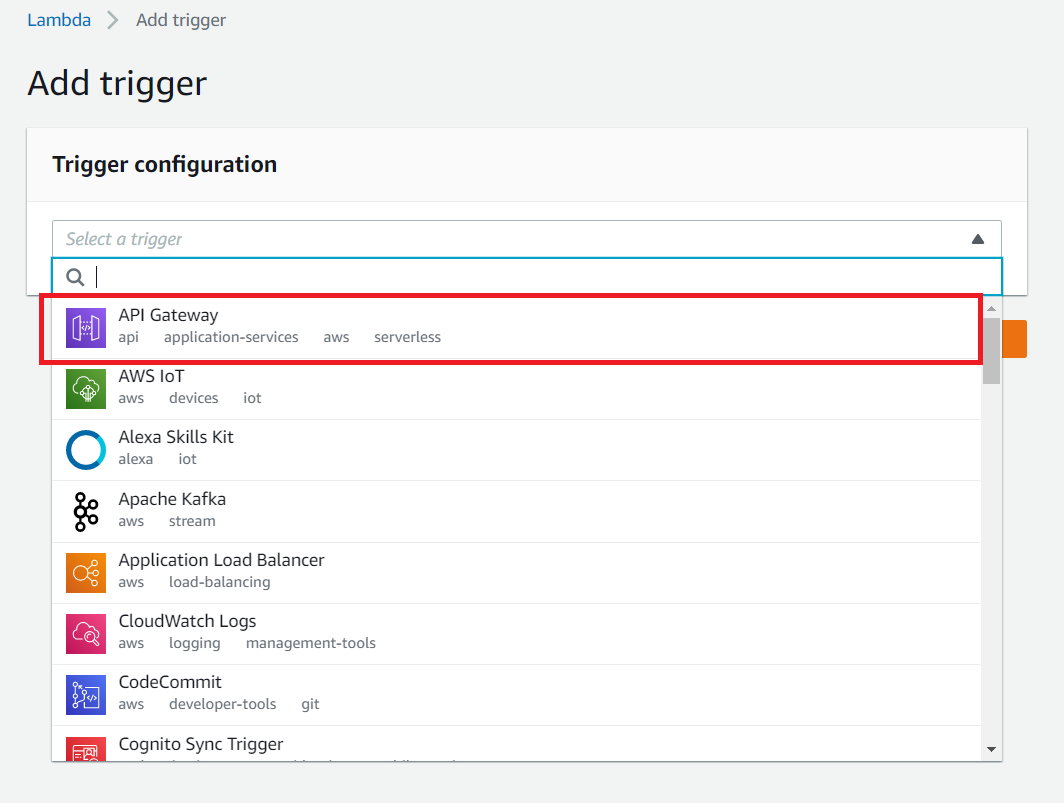 Lambda > Add trigger
Add trigger
Trigger configuration
Select a trigger
API Gateway
api application-services aws serverless
AWS IoT
aws devices iot
Alexa Skills Kit
alexa iot
Apache Kafka
aws stream
Application Load Balancer
aws load-balancing
CloudWatch Logs
aws logging management-tools
CodeCommit
aws developer-tools git
Cognito Sync Trigger